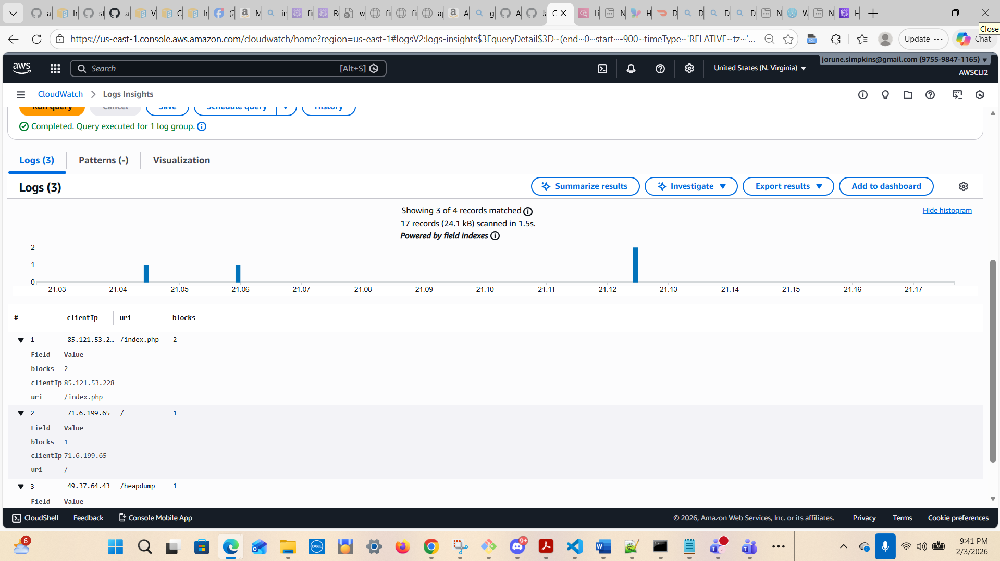 Close
https://us-east-1.console.aws.amazon.com/cloudwatch/home?region=us-east-1#logsV2:logs-insights$3FqueryDetail$3D~(end~0~start~-900~timeType~'RELATIVE~tz~'...
Update
Chat
aws
Search
[Alt+S]
United States (N. Virginia)
jorune.simpkins@gmail.com (9755-9847-1165)
AWSCLI2
CloudWatch
Logs Insights
Run query
Cancel
Save
Schedule query
History
Completed. Query executed for 1 log group.
Logs (3)
Patterns (-)
Visualization
Logs (3)
Summarize results
Investigate
Export results
Add to dashboard
Showing 3 of 4 records matched
17 records (24.1 kB) scanned in 1.5s.
Powered by field indexes
Hide histogram
2
1
0
21:03 21:04 21:05 21:06 21:07 21:08 21:09 21:10 21:11 21:12 21:13 21:14 21:15 21:16 21:17
# clientIp uri blocks
1 85.121.53.2… /index.php 2
Field Value
blocks 2
clientIp 85.121.53.228
uri /index.php
2 71.6.199.65 / 1
Field Value
blocks 1
clientIp 71.6.199.65
uri /
3 49.37.64.43 /heapdump 1
Field Value
CloudShell
Feedback
Console Mobile App
© 2026, Amazon Web Services, Inc. or its affiliates.
Privacy
Terms
Cookie preferences
6
DELL
9+
9:41 PM
2/3/2026